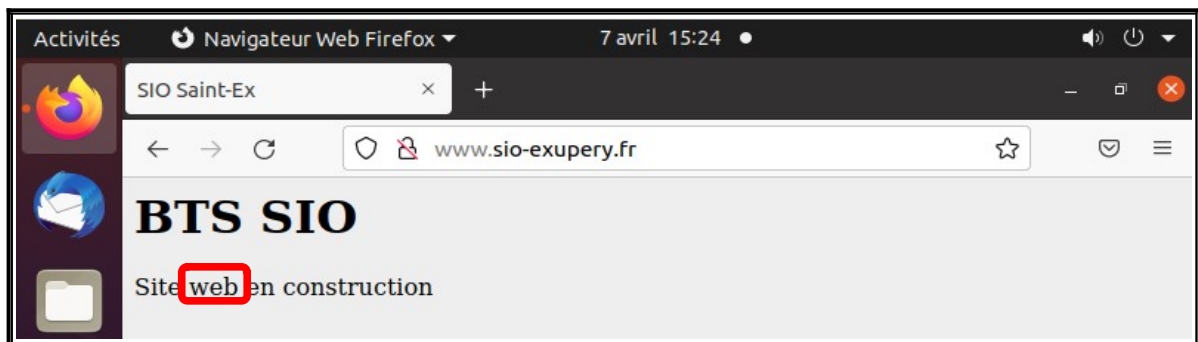 Activités Navigateur Web Firefox 7 avril 15:24
SIO Saint-Ex
www.sio-exupery.fr
BTS SIO
Site web en construction